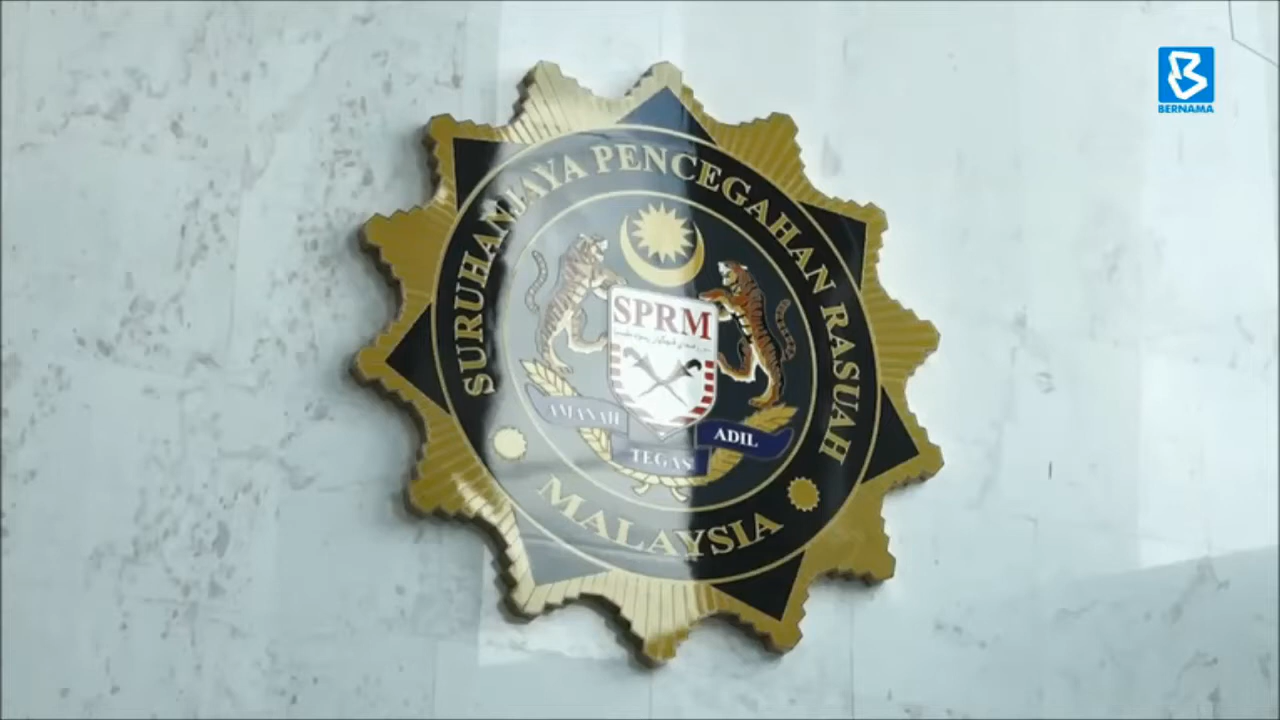 BERNAMA
SURUHANJAYA PENCEGAHAN RASUAH
SPRM
AMANAH
TEGAS
ADIL
MALAYSIA